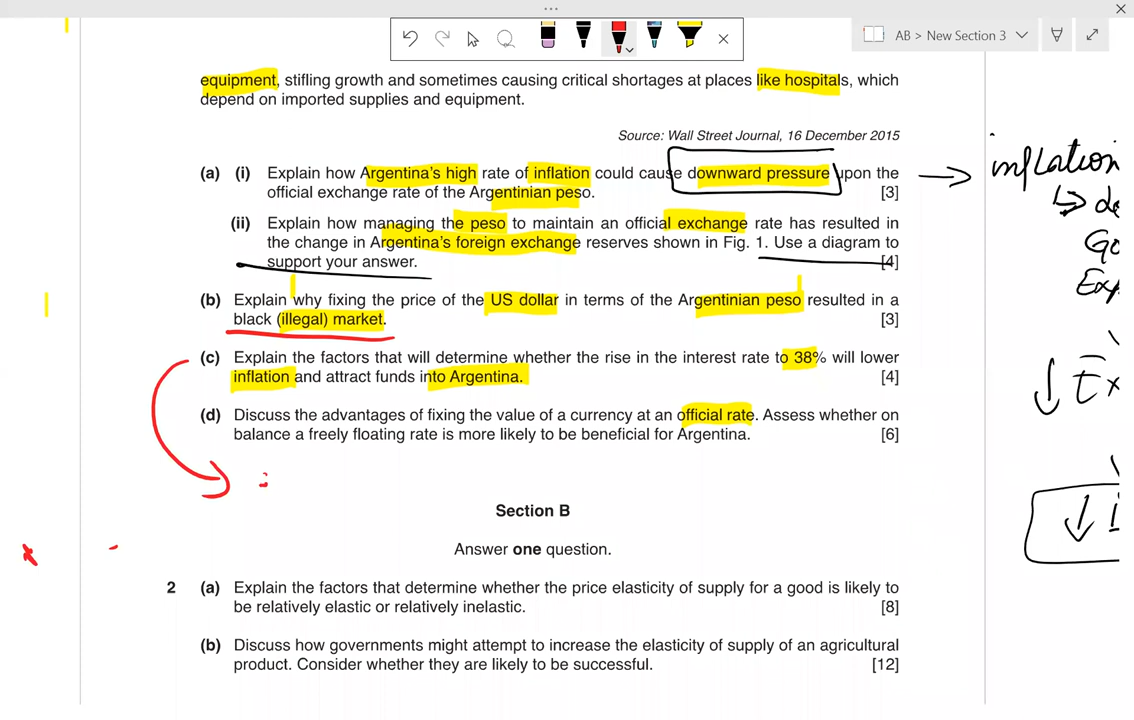 AB > New Section 3
equipment, stifling growth and sometimes causing critical shortages at places like hospitals, which
depend on imported supplies and equipment.
Source: Wall Street Journal, 16 December 2015
(a) (i) Explain how Argentina's high rate of inflation could cause downward pressure upon the
official exchange rate of the Argentinian peso. [3]
(ii) Explain how managing the peso to maintain an official exchange rate has resulted in
the change in Argentina's foreign exchange reserves shown in Fig. 1. Use a diagram to
support your answer. [4]
(b) Explain why fixing the price of the US dollar in terms of the Argentinian peso resulted in a
black (illegal) market. [3]
(c) Explain the factors that will determine whether the rise in the interest rate to 38% will lower
inflation and attract funds into Argentina. [4]
(d) Discuss the advantages of fixing the value of a currency at an official rate. Assess whether on
balance a freely floating rate is more likely to be beneficial for Argentina. [6]
Section B
Answer one question.
2 (a) Explain the factors that determine whether the price elasticity of supply for a good is likely to
be relatively elastic or relatively inelastic. [8]
(b) Discuss how governments might attempt to increase the elasticity of supply of an agricultural
product. Consider whether they are likely to be successful. [12]
inflation